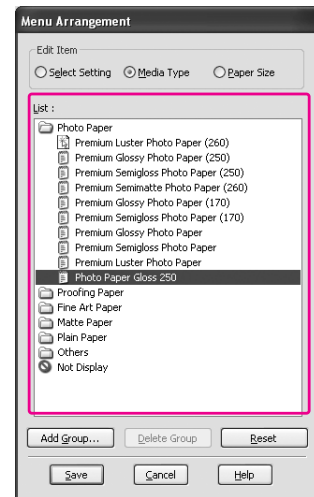 Menu Arrangement
Edit Item
Select Setting Media Type Paper Size
List :
Photo Paper
Premium Luster Photo Paper (260)
Premium Glossy Photo Paper (250)
Premium Semigloss Photo Paper (250)
Premium Semimatte Photo Paper (260)
Premium Glossy Photo Paper (170)
Premium Semigloss Photo Paper (170)
Premium Glossy Photo Paper
Premium Semigloss Photo Paper
Premium Luster Photo Paper
Photo Paper Gloss 250
Proofing Paper
Fine Art Paper
Matte Paper
Plain Paper
Others
Not Display
Add Group... Delete Group Reset
Save Cancel Help